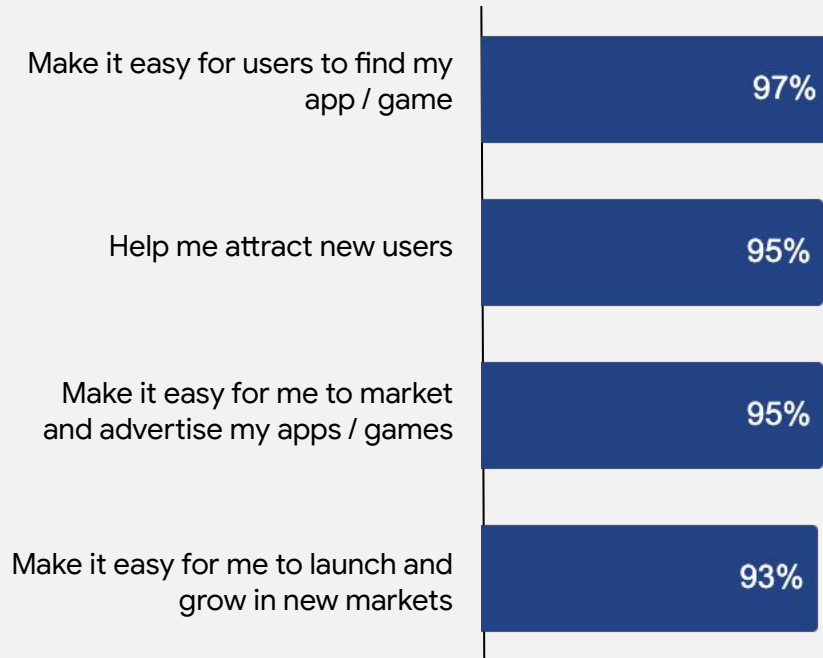 Make it easy for users to find my
app / game
97%
Help me attract new users
95%
Make it easy for me to market
and advertise my apps / games
95%
Make it easy for me to launch and
grow in new markets
93%